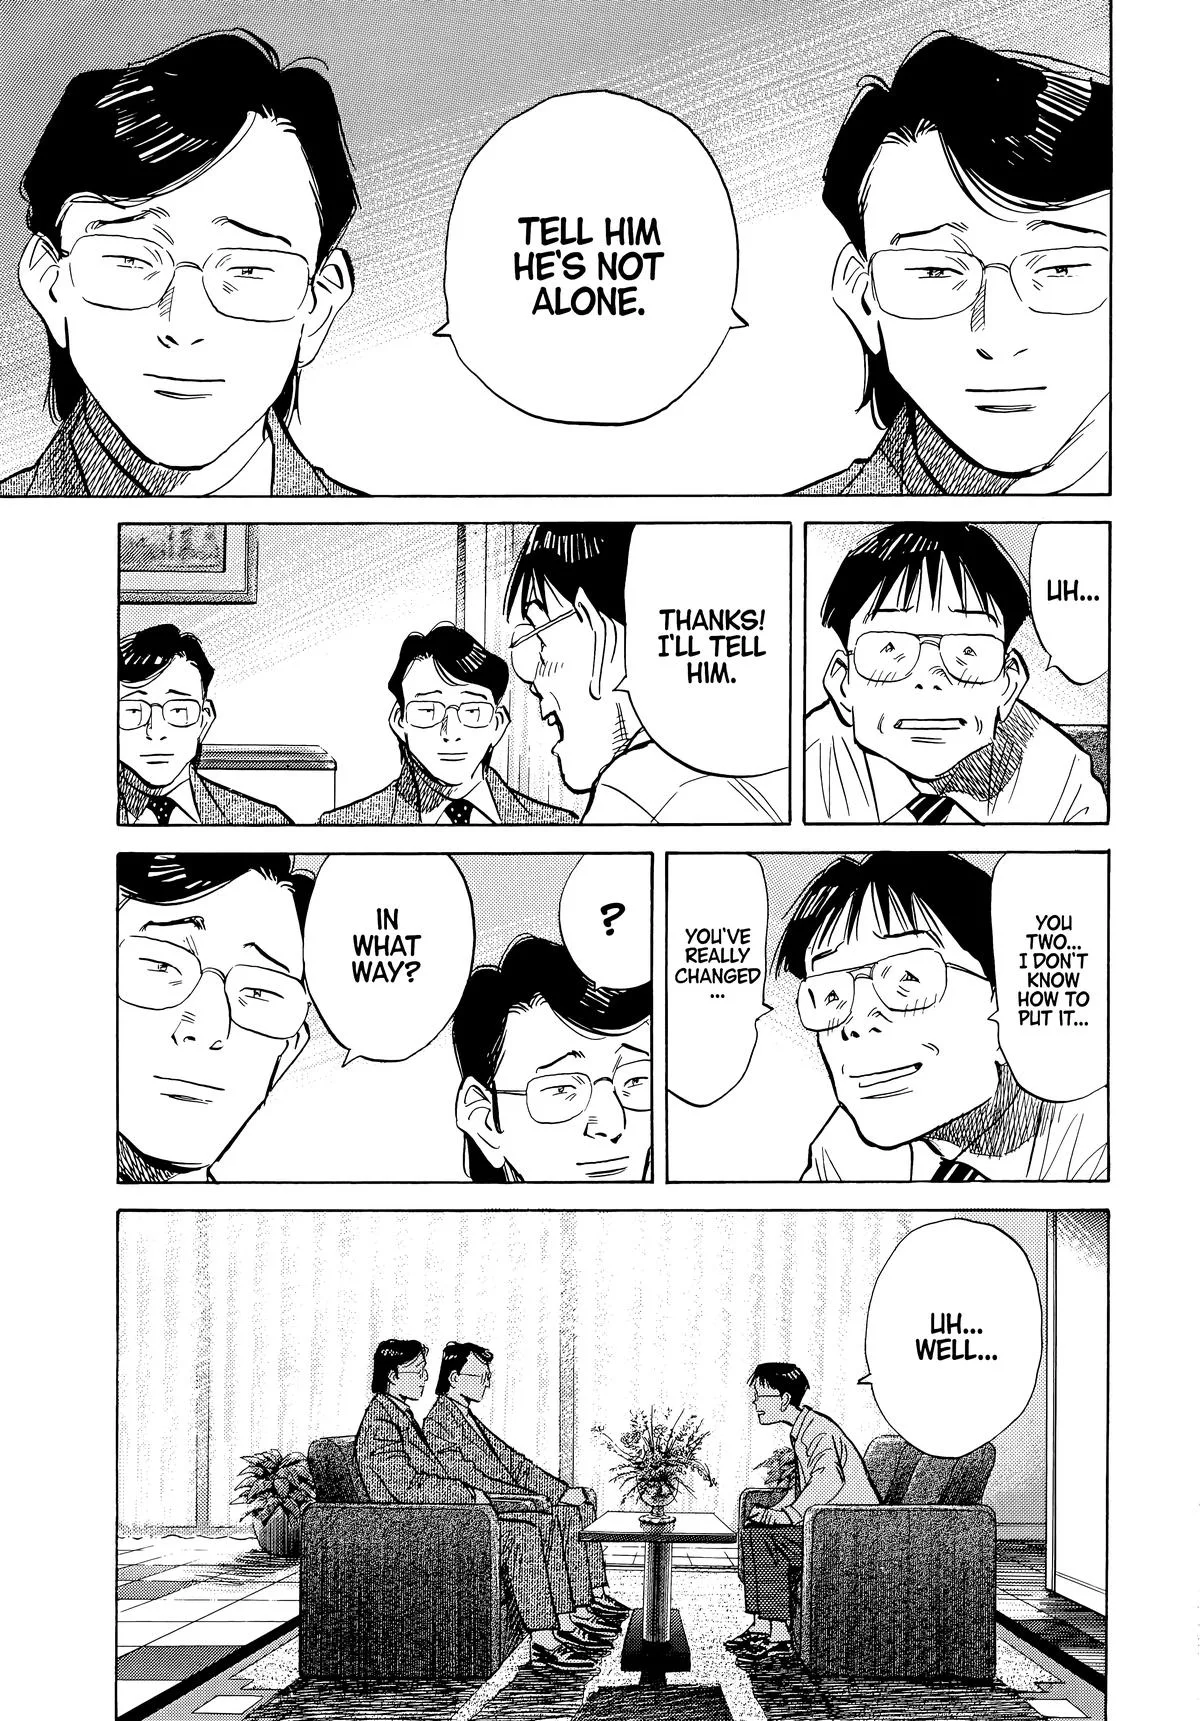 TELL HIM
HE'S NOT
ALONE.
UH...
THANKS!
I'LL TELL
HIM.
YOU
TWO...
I DON'T
KNOW
HOW TO
PUT IT...
YOU'VE
REALLY
CHANGED
...
?
IN
WHAT
WAY?
UH...
WELL...